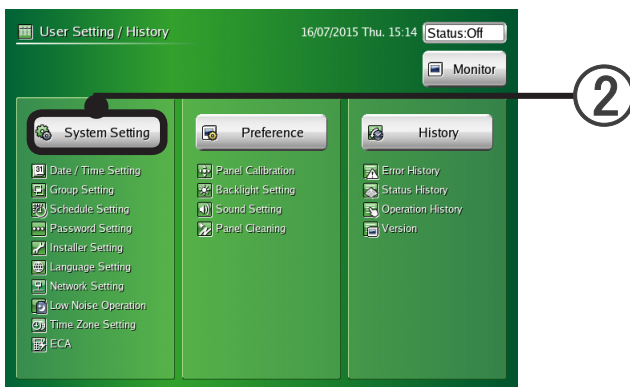 User Setting / History
16/07/2015 Thu. 15:14
Status:Off
Monitor
2
System Setting
Date / Time Setting
Group Setting
Schedule Setting
Password Setting
Installer Setting
Language Setting
Network Setting
Low Noise Operation
Time Zone Setting
ECA
Preference
Panel Calibration
Backlight Setting
Sound Setting
Panel Cleaning
History
Error History
Status History
Operation History
Version